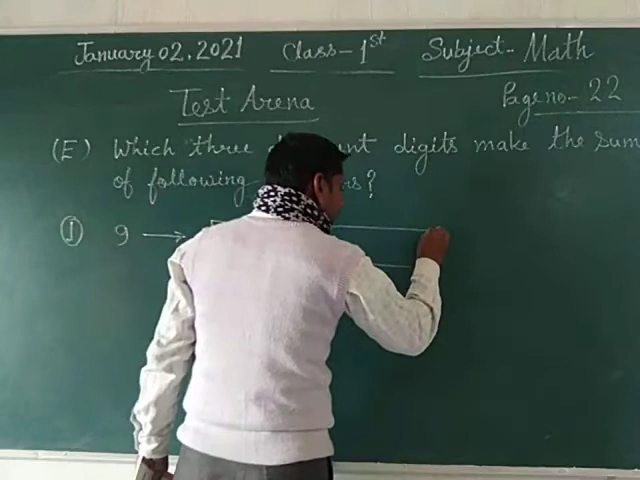 January 02, 2021 Class-1st Subject- Math
Test Arena Page no- 22
(E) Which three digits make the sum
of following
① 9 →